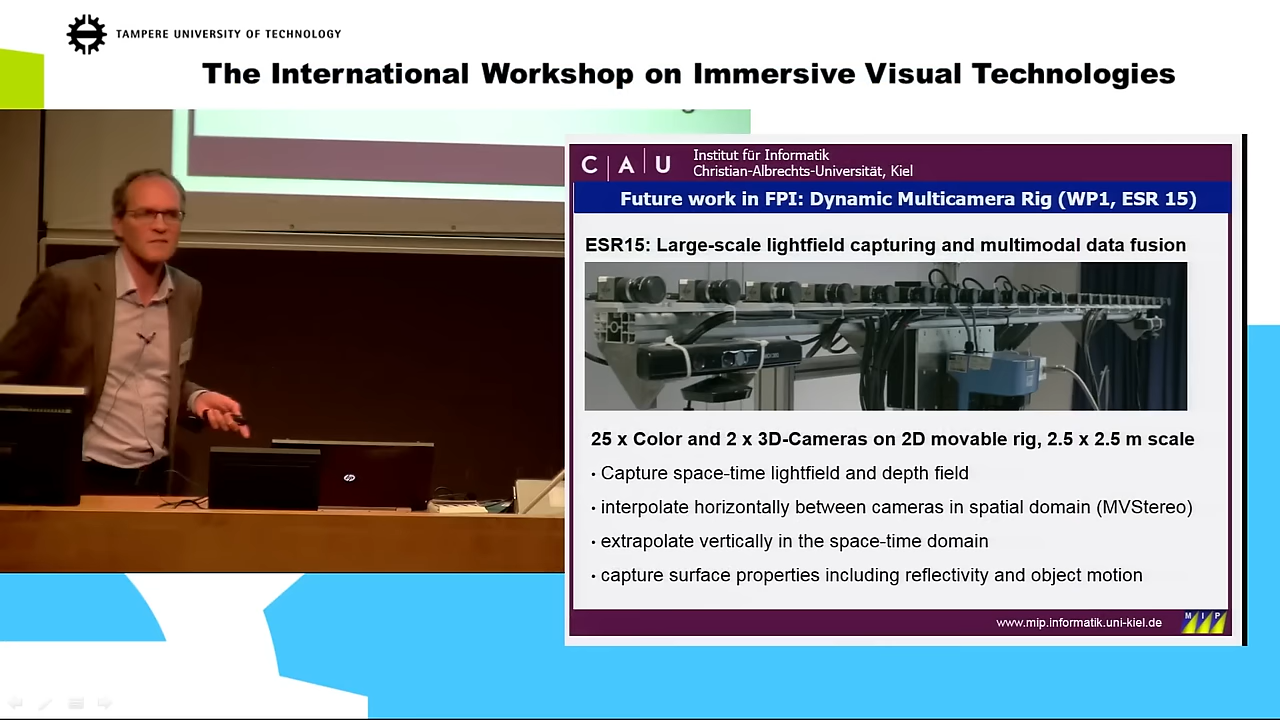 TAMPERE UNIVERSITY OF TECHNOLOGY
The International Workshop on Immersive Visual Technologies
C A U
Institut für Informatik
Christian-Albrechts-Universität, Kiel
Future work in FPI: Dynamic Multicamera Rig (WP1, ESR 15)
ESR15: Large-scale lightfield capturing and multimodal data fusion
25 x Color and 2 x 3D-Cameras on 2D movable rig, 2.5 x 2.5 m scale
• Capture space-time lightfield and depth field
• interpolate horizontally between cameras in spatial domain (MVStereo)
• extrapolate vertically in the space-time domain
• capture surface properties including reflectivity and object motion
www.mip.informatik.uni-kiel.de
M I P
hp